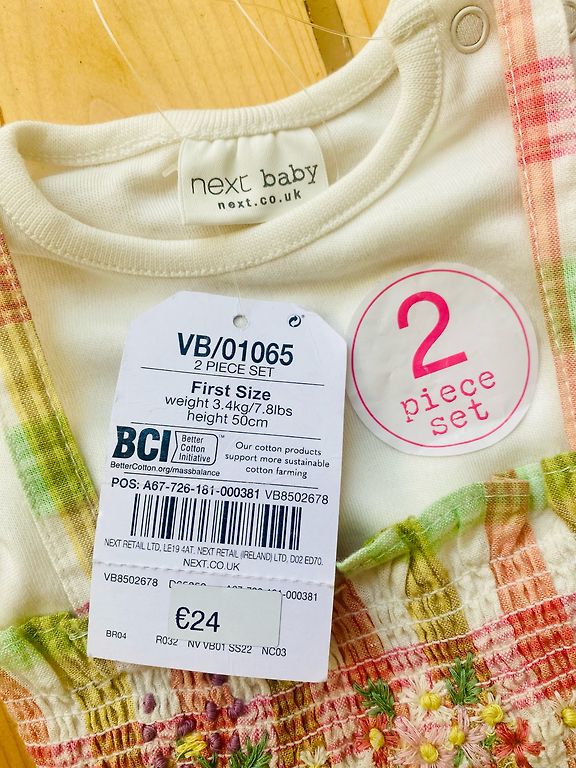 next baby
next.co.uk
VB/01065
2 PIECE SET
First Size
weight 3.4kg/7.8lbs
height 50cm
BCI Better
Cotton
Initiative
BetterCotton.org/massbalance
Our cotton products
support more sustainable
cotton farming
POS: A67-726-181-000381 VB8502678
NEXT RETAIL LTD, LE19 4AT. NEXT RETAIL (IRELAND) LTD, D02 ED70.
NEXT.CO.UK
VB8502678
€24
BR04 R032 NV VB01 SS22 NC03
2
piece
set